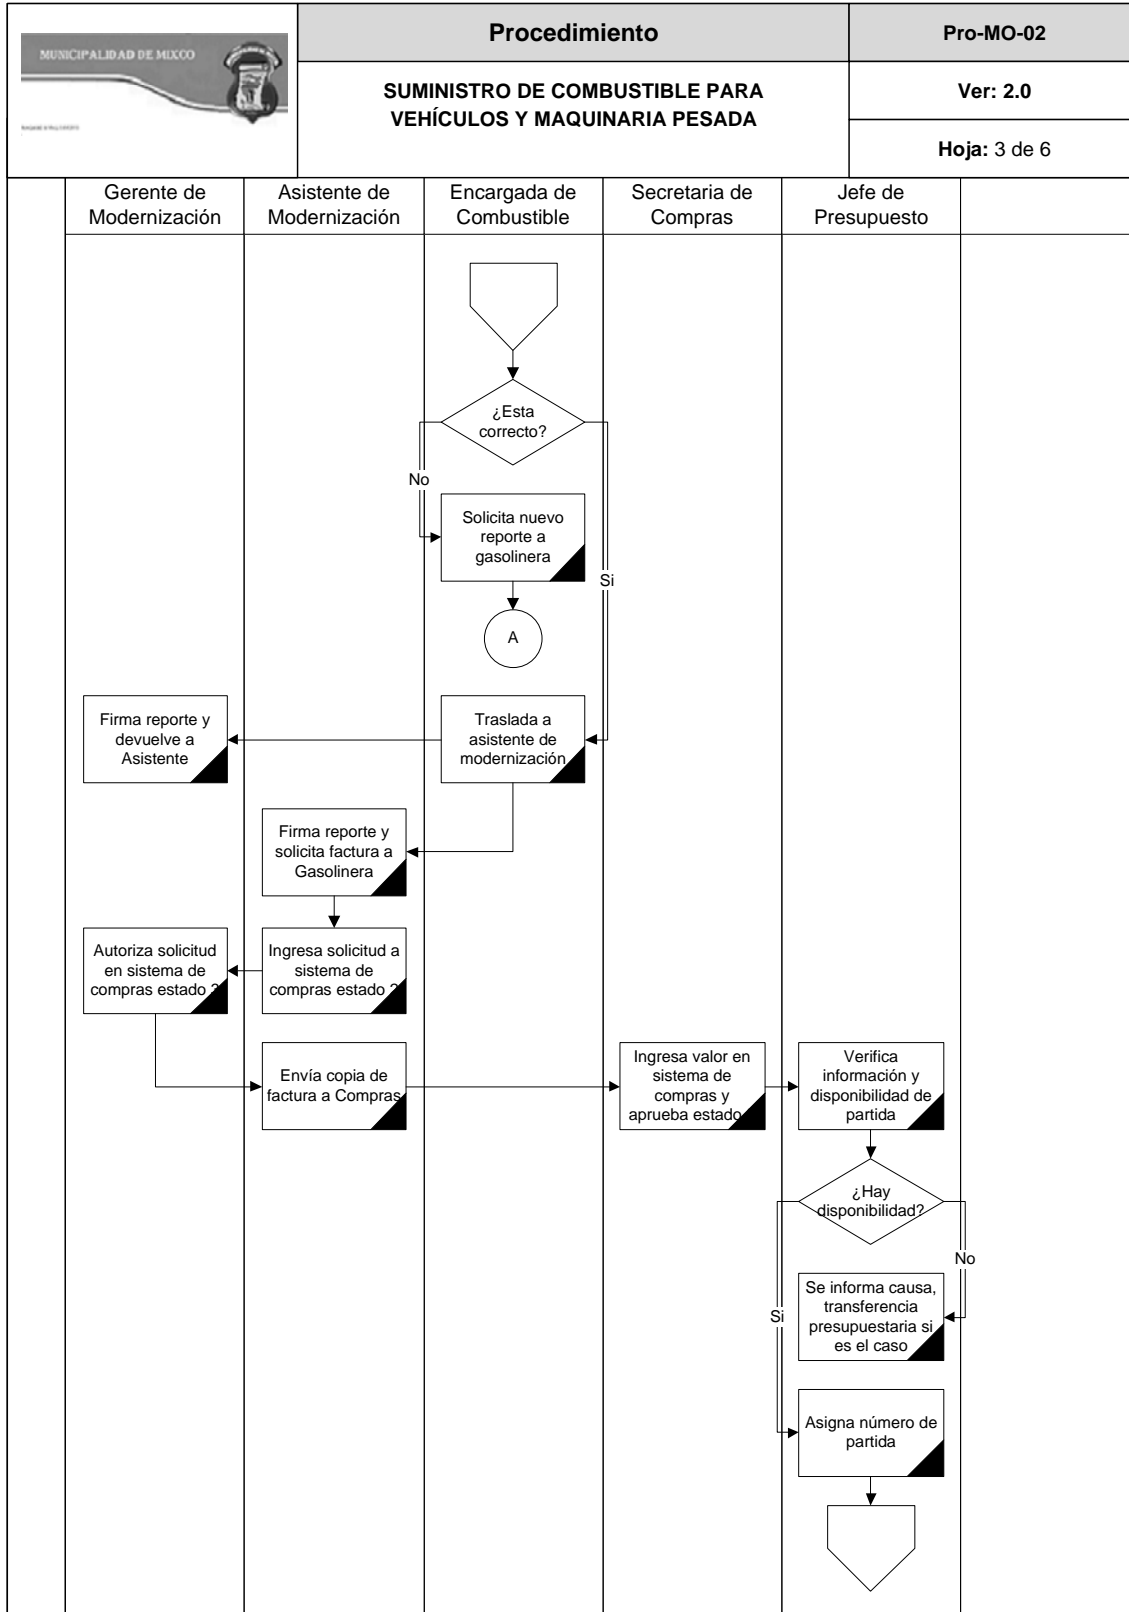 MUNICIPALIDAD DE MIXCO
Procedimiento
Pro-MO-02
SUMINISTRO DE COMBUSTIBLE PARA
VEHÍCULOS Y MAQUINARIA PESADA
Ver: 2.0
Hoja: 3 de 6
Gerente de
Modernización
Asistente de
Modernización
Encargada de
Combustible
Secretaria de
Compras
Jefe de
Presupuesto
¿Esta
correcto?
No
Solicita nuevo
reporte a
gasolinera
Si
A
Firma reporte y
devuelve a
Asistente
Traslada a
asistente de
modernización
Firma reporte y
solicita factura a
Gasolinera
Autoriza solicitud
en sistema de
compras estado 3
Ingresa solicitud a
sistema de
compras estado 2
Envía copia de
factura a Compras
Ingresa valor en
sistema de
compras y
aprueba estado
Verifica
información y
disponibilidad de
partida
¿Hay
disponibilidad?
No
Se informa causa,
transferencia
presupuestaria si
es el caso
Si
Asigna número de
partida